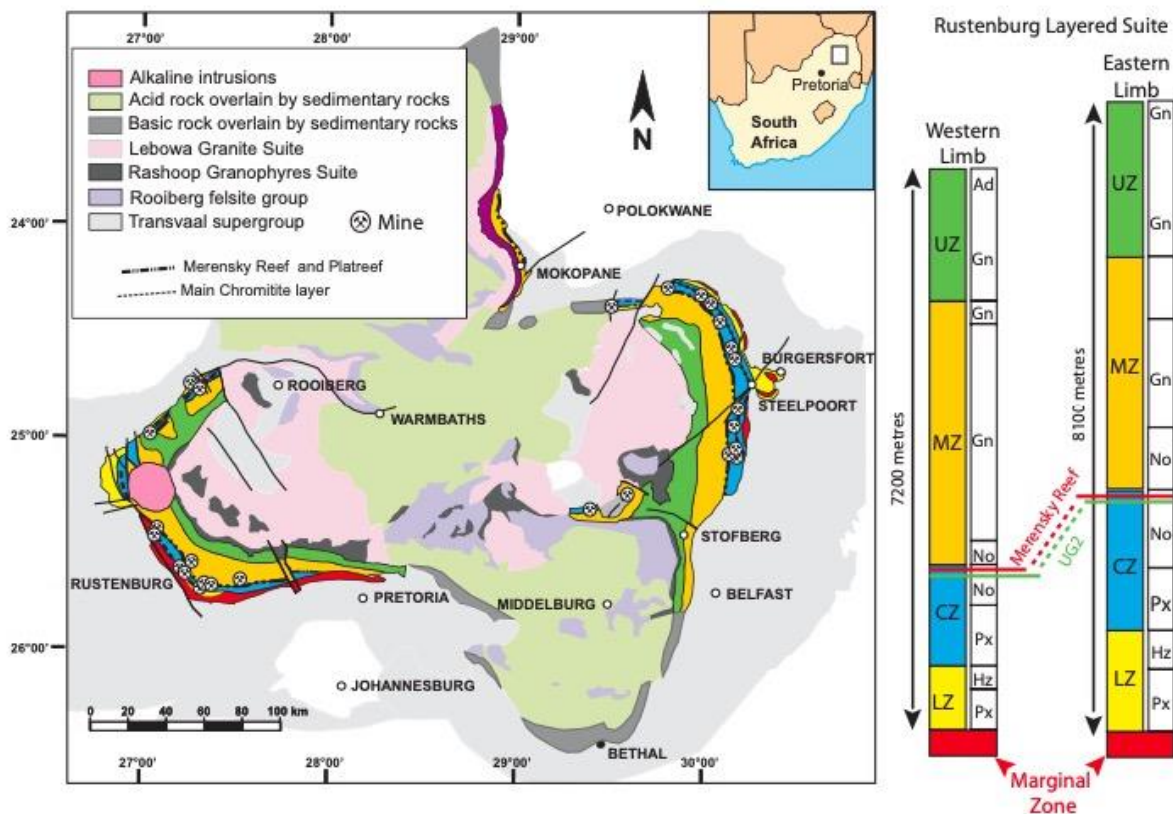 27°00'
28°00'
29°00'
Alkaline intrusions
Acid rock overlain by sedimentary rocks
Basic rock overlain by sedimentary rocks
Lebowa Granite Suite
Rashoop Granophyres Suite
Rooiberg felsite group
Transvaal supergroup
Mine
Merensky Reef and Platreef
Main Chromitite layer
N
Pretoria
South
Africa
24°00'
25°00'
26°00'
POLOKWANE
MOKOPANE
BURGERSFORT
STEELPOORT
ROOIBERG
WARMBATHS
STOFBERG
RUSTENBURG
PRETORIA
MIDDELBURG
BELFAST
JOHANNESBURG
BETHAL
0 20 40 60 80 100 km
27°00'
28°00'
29°00'
30°00'
Rustenburg Layered Suite
Western
Limb
7200 metres
UZ
MZ
CZ
LZ
Ad
Gn
Gn
Gn
No
No
Px
Hz
Px
Merensky Reef
UG2
Eastern
Limb
8100 metres
UZ
MZ
CZ
LZ
Gn
Gn
Gn
No
No
Px
Hz
Px
Marginal
Zone